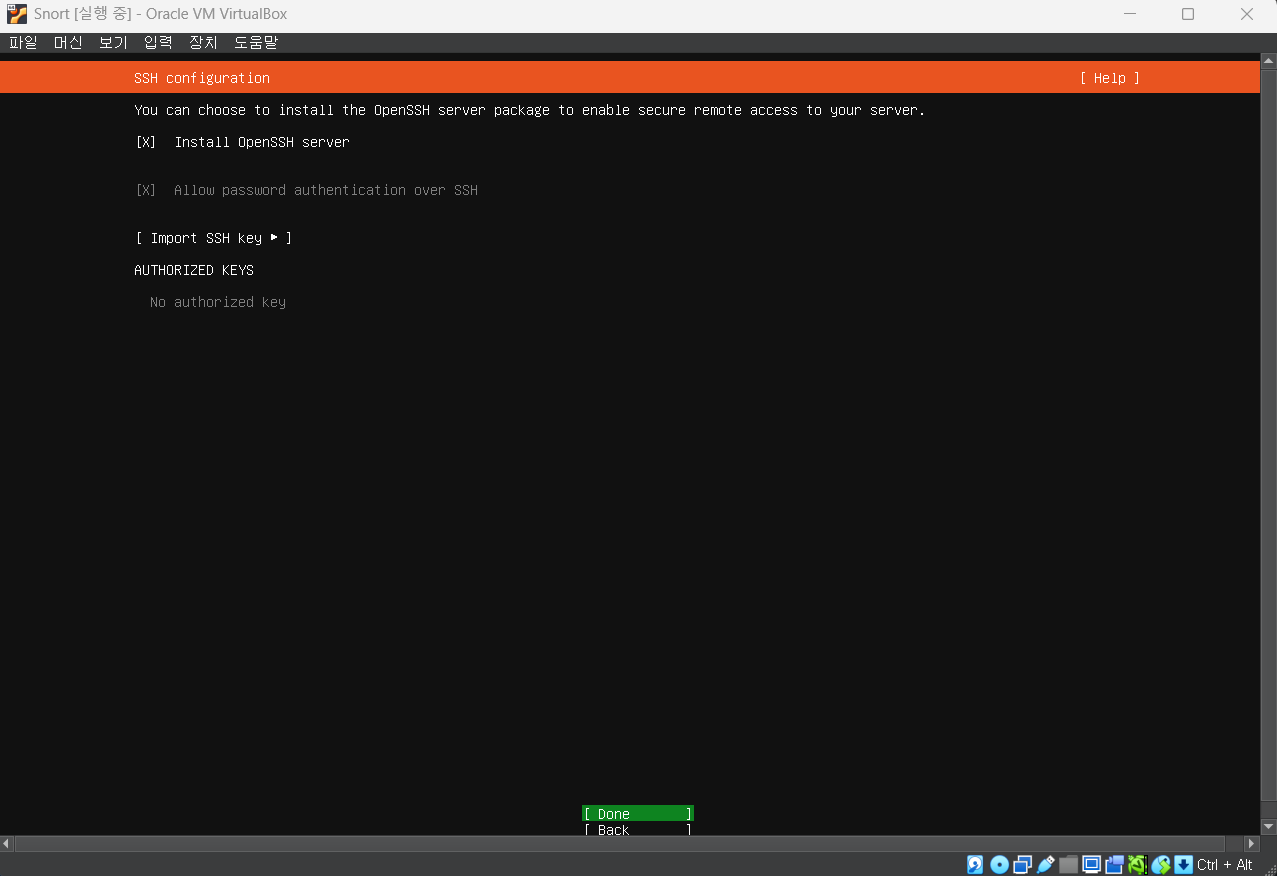 Snort [실행 중] - Oracle VM VirtualBox
파일 머신 보기 입력 장치 도움말
SSH configuration [ Help ]
You can choose to install the OpenSSH server package to enable secure remote access to your server.
[X] Install OpenSSH server
[X] Allow password authentication over SSH
[ Import SSH key ▸ ]
AUTHORIZED KEYS
No authorized key
[ Done ]
[ Back ]
Ctrl + Alt